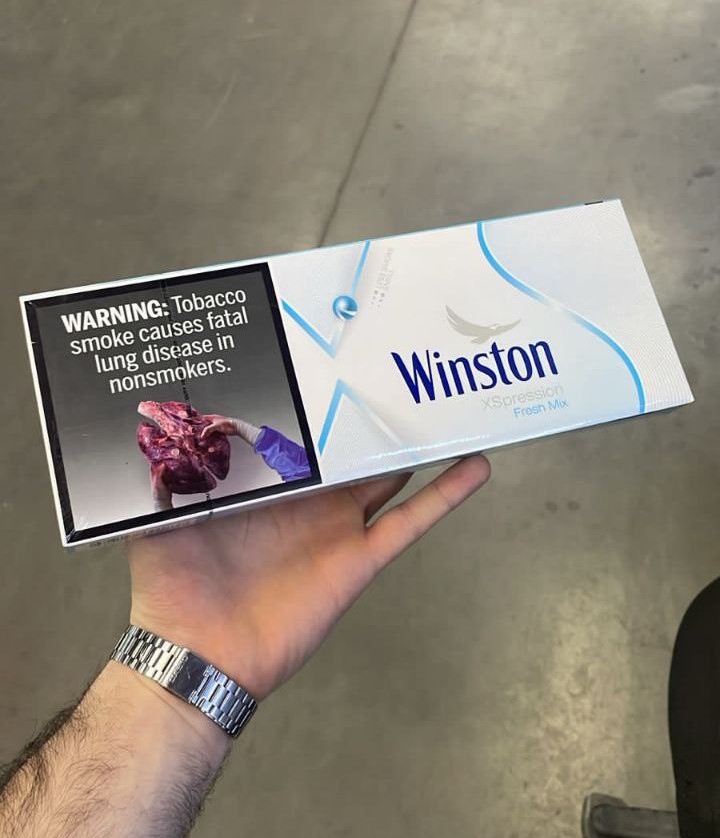 WARNING: Tobacco
smoke causes fatal
lung disease in
nonsmokers.
Winston
XSpression
Fresh Mix